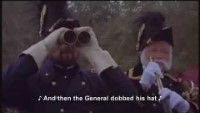 ♪ And then the General dobbed his hat ♪